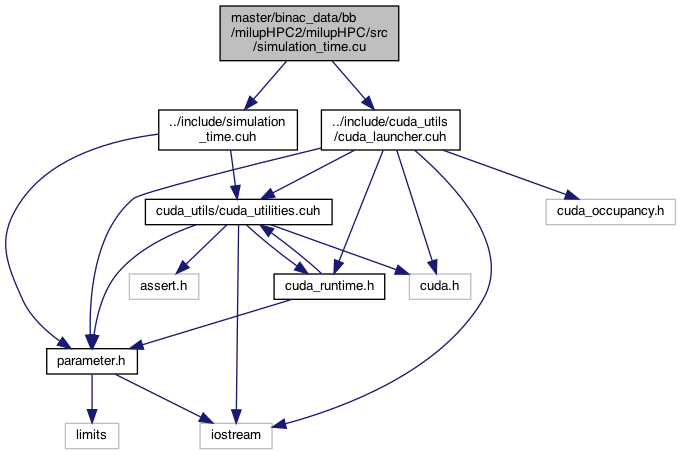 master/binac_data/bb
/milupHPC2/milupHPC/src
/simulation_time.cu
../include/simulation
_time.cuh
../include/cuda_utils
/cuda_launcher.cuh
cuda_utils/cuda_utilities.cuh
cuda_occupancy.h
assert.h
cuda_runtime.h
cuda.h
parameter.h
limits
iostream